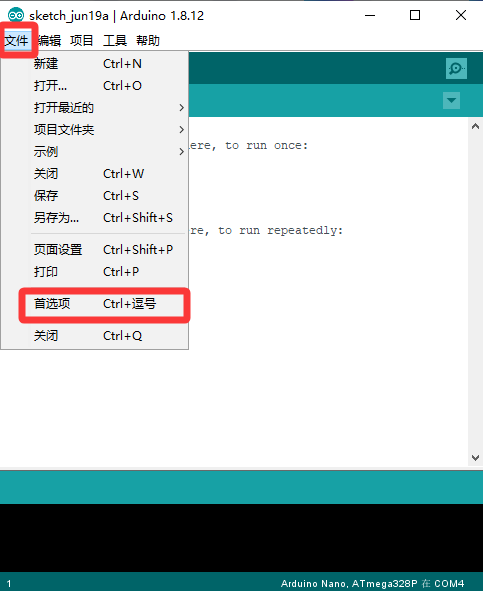 sketch_jun19a | Arduino 1.8.12
文件 编辑 项目 工具 帮助
新建 Ctrl+N
打开... Ctrl+O
打开最近的
项目文件夹
示例
ere, to run once:
关闭 Ctrl+W
保存 Ctrl+S
另存为... Ctrl+Shift+S
re, to run repeatedly:
页面设置 Ctrl+Shift+P
打印 Ctrl+P
首选项 Ctrl+逗号
关闭 Ctrl+Q
1 Arduino Nano, ATmega328P 在 COM4